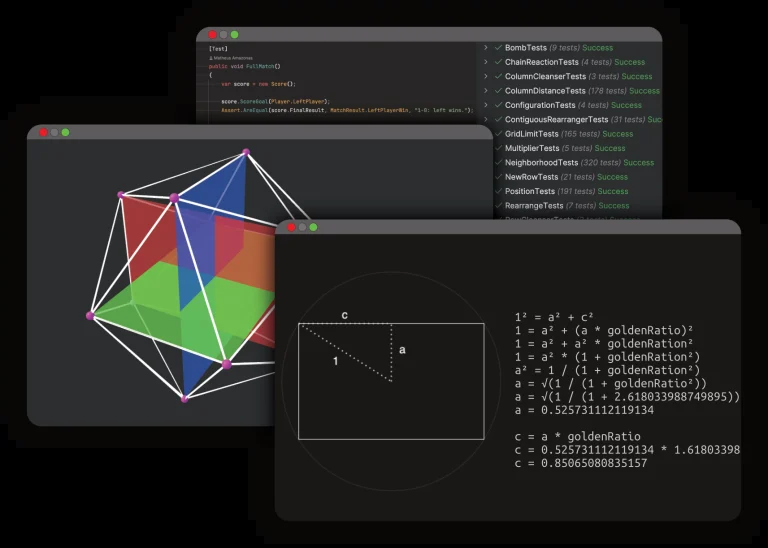 [Test]
Matheus Amazonas
public void FullMatch()
{
var score = new Score();
score.ScoreGoal(Player.LeftPlayer);
Assert.AreEqual(score.FinalResult, MatchResult.LeftPlayerWin, "1-0: left wins.");
BombTests (9 tests) Success
ChainReactionTests (4 tests) Success
ColumnCleanserTests (3 tests) Success
ColumnDistanceTests (178 tests) Success
ConfigurationTests (4 tests) Success
ContiguousRearrangerTests (31 tests) Suc
GridLimitTests (165 tests) Success
MultiplierTests (5 tests) Success
NeighborhoodTests (320 tests) Success
NewRowTests (21 tests) Success
PositionTests (191 tests) Success
RearrangeTests (7 tests) Success
c
a
1
1² = a² + c²
1 = a² + (a * goldenRatio)²
1 = a² + a² * goldenRation²
1 = a² * (1 + goldenRation²)
a² = 1 / (1 + goldenRation²)
a = √(1 / (1 + goldenRatio²))
a = √(1 / (1 + 2.618033988749895))
a = 0.525731112119134
c = a * goldenRatio
c = 0.525731112119134 * 1.61803398
c = 0.85065080835157